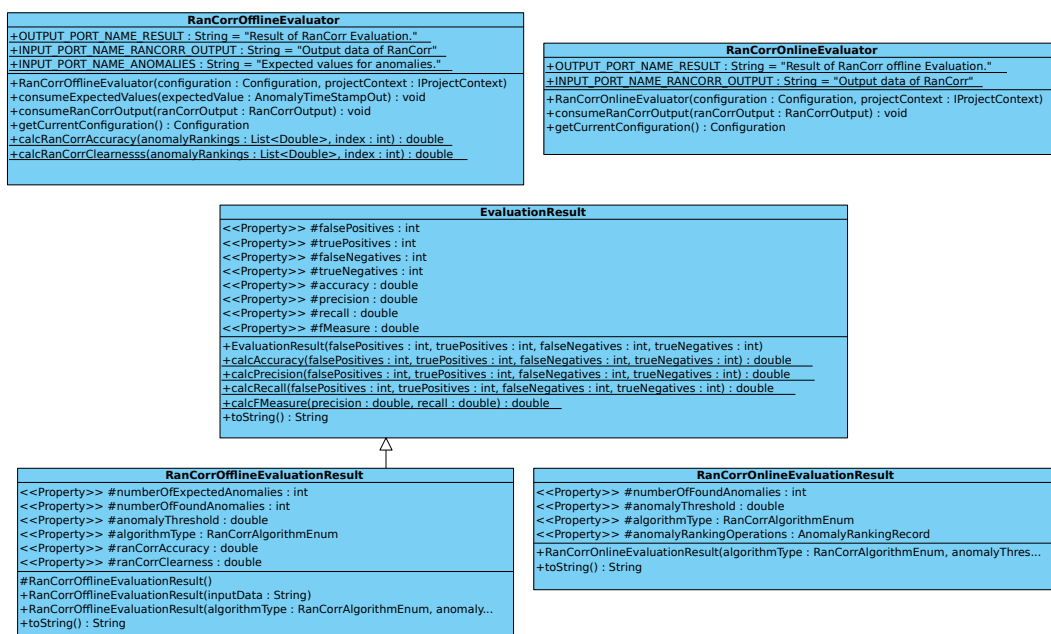 RanCorrOfflineEvaluator
+OUTPUT_PORT_NAME_RESULT : String = "Result of RanCorr Evaluation."
+INPUT_PORT_NAME_RANCORR_OUTPUT : String = "Output data of RanCorr"
+INPUT_PORT_NAME_ANOMALIES : String = "Expected values for anomalies."
+RanCorrOfflineEvaluator(configuration : Configuration, projectContext : IProjectContext)
+consumeExpectedValues(expectedValue : AnomalyTimeStampOut) : void
+consumeRanCorrOutput(ranCorrOutput : RanCorrOutput) : void
+getCurrentConfiguration() : Configuration
+calcRanCorrAccuracy(anomalyRankings : List<Double>, index : int) : double
+calcRanCorrClearnesss(anomalyRankings : List<Double>, index : int) : double
RanCorrOnlineEvaluator
+OUTPUT_PORT_NAME_RESULT : String = "Result of RanCorr offline Evaluation."
+INPUT_PORT_NAME_RANCORR_OUTPUT : String = "Output data of RanCorr"
+RanCorrOnlineEvaluator(configuration : Configuration, projectContext : IProjectContext)
+consumeRanCorrOutput(ranCorrOutput : RanCorrOutput) : void
+getCurrentConfiguration() : Configuration
EvaluationResult
<<Property>> #falsePositives : int
<<Property>> #truePositives : int
<<Property>> #falseNegatives : int
<<Property>> #trueNegatives : int
<<Property>> #accuracy : double
<<Property>> #precision : double
<<Property>> #recall : double
<<Property>> #fMeasure : double
+EvaluationResult(falsePositives : int, truePositives : int, falseNegatives : int, trueNegatives : int)
+calcAccuracy(falsePositives : int, truePositives : int, falseNegatives : int, trueNegatives : int) : double
+calcPrecision(falsePositives : int, truePositives : int, falseNegatives : int, trueNegatives : int) : double
+calcRecall(falsePositives : int, truePositives : int, falseNegatives : int, trueNegatives : int) : double
+calcFMeasure(precision : double, recall : double) : double
+toString() : String
RanCorrOfflineEvaluationResult
<<Property>> #numberOfExpectedAnomalies : int
<<Property>> #numberOfFoundAnomalies : int
<<Property>> #anomalyThreshold : double
<<Property>> #algorithmType : RanCorrAlgorithmEnum
<<Property>> #ranCorrAccuracy : double
<<Property>> #ranCorrClearness : double
#RanCorrOfflineEvaluationResult()
+RanCorrOfflineEvaluationResult(inputData : String)
+RanCorrOfflineEvaluationResult(algorithmType : RanCorrAlgorithmEnum, anomaly...
+toString() : String
RanCorrOnlineEvaluationResult
<<Property>> #numberOfFoundAnomalies : int
<<Property>> #anomalyThreshold : double
<<Property>> #algorithmType : RanCorrAlgorithmEnum
<<Property>> #anomalyRankingOperations : AnomalyRankingRecord
+RanCorrOnlineEvaluationResult(algorithmType : RanCorrAlgorithmEnum, anomalyThres...
+toString() : String